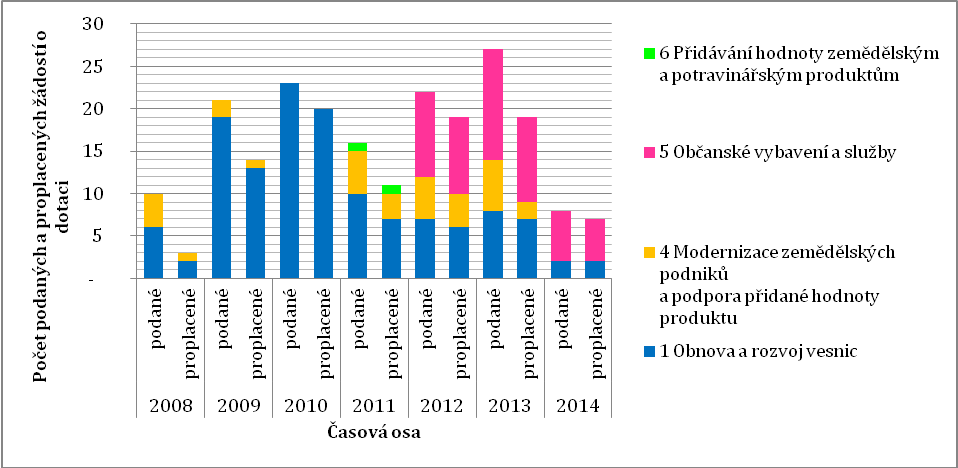 Počet podaných a proplacených žádostí o
dotaci
30
25
20
15
10
5
-
podané
proplacené
podané
proplacené
podané
proplacené
podané
proplacené
podané
proplacené
podané
proplacené
podané
proplacené
2008
2009
2010
2011
2012
2013
2014
Časová osa
6 Přidávání hodnoty zemědělským
a potravinářským produktům
5 Občanské vybavení a služby
4 Modernizace zemědělských
podniků
a podpora přidané hodnoty
produktu
1 Obnova a rozvoj vesnic